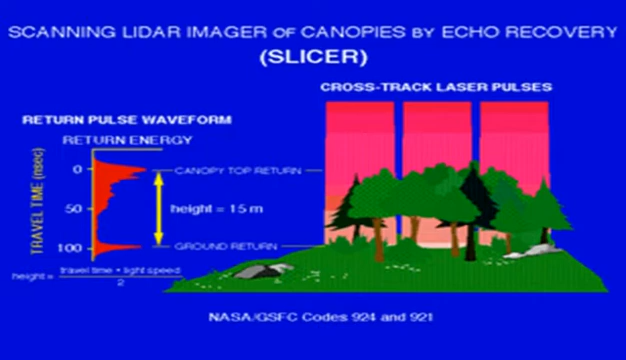 SCANNING LIDAR IMAGER OF CANOPIES BY ECHO RECOVERY
(SLICER)
CROSS-TRACK LASER PULSES
RETURN PULSE WAVEFORM
RETURN ENERGY
TRAVEL TIME (nsec)
0
CANOPY TOP RETURN
50
height = 15 m
100
GROUND RETURN
height = travel time • light speed
2
NASA/GSFC Codes 924 and 921